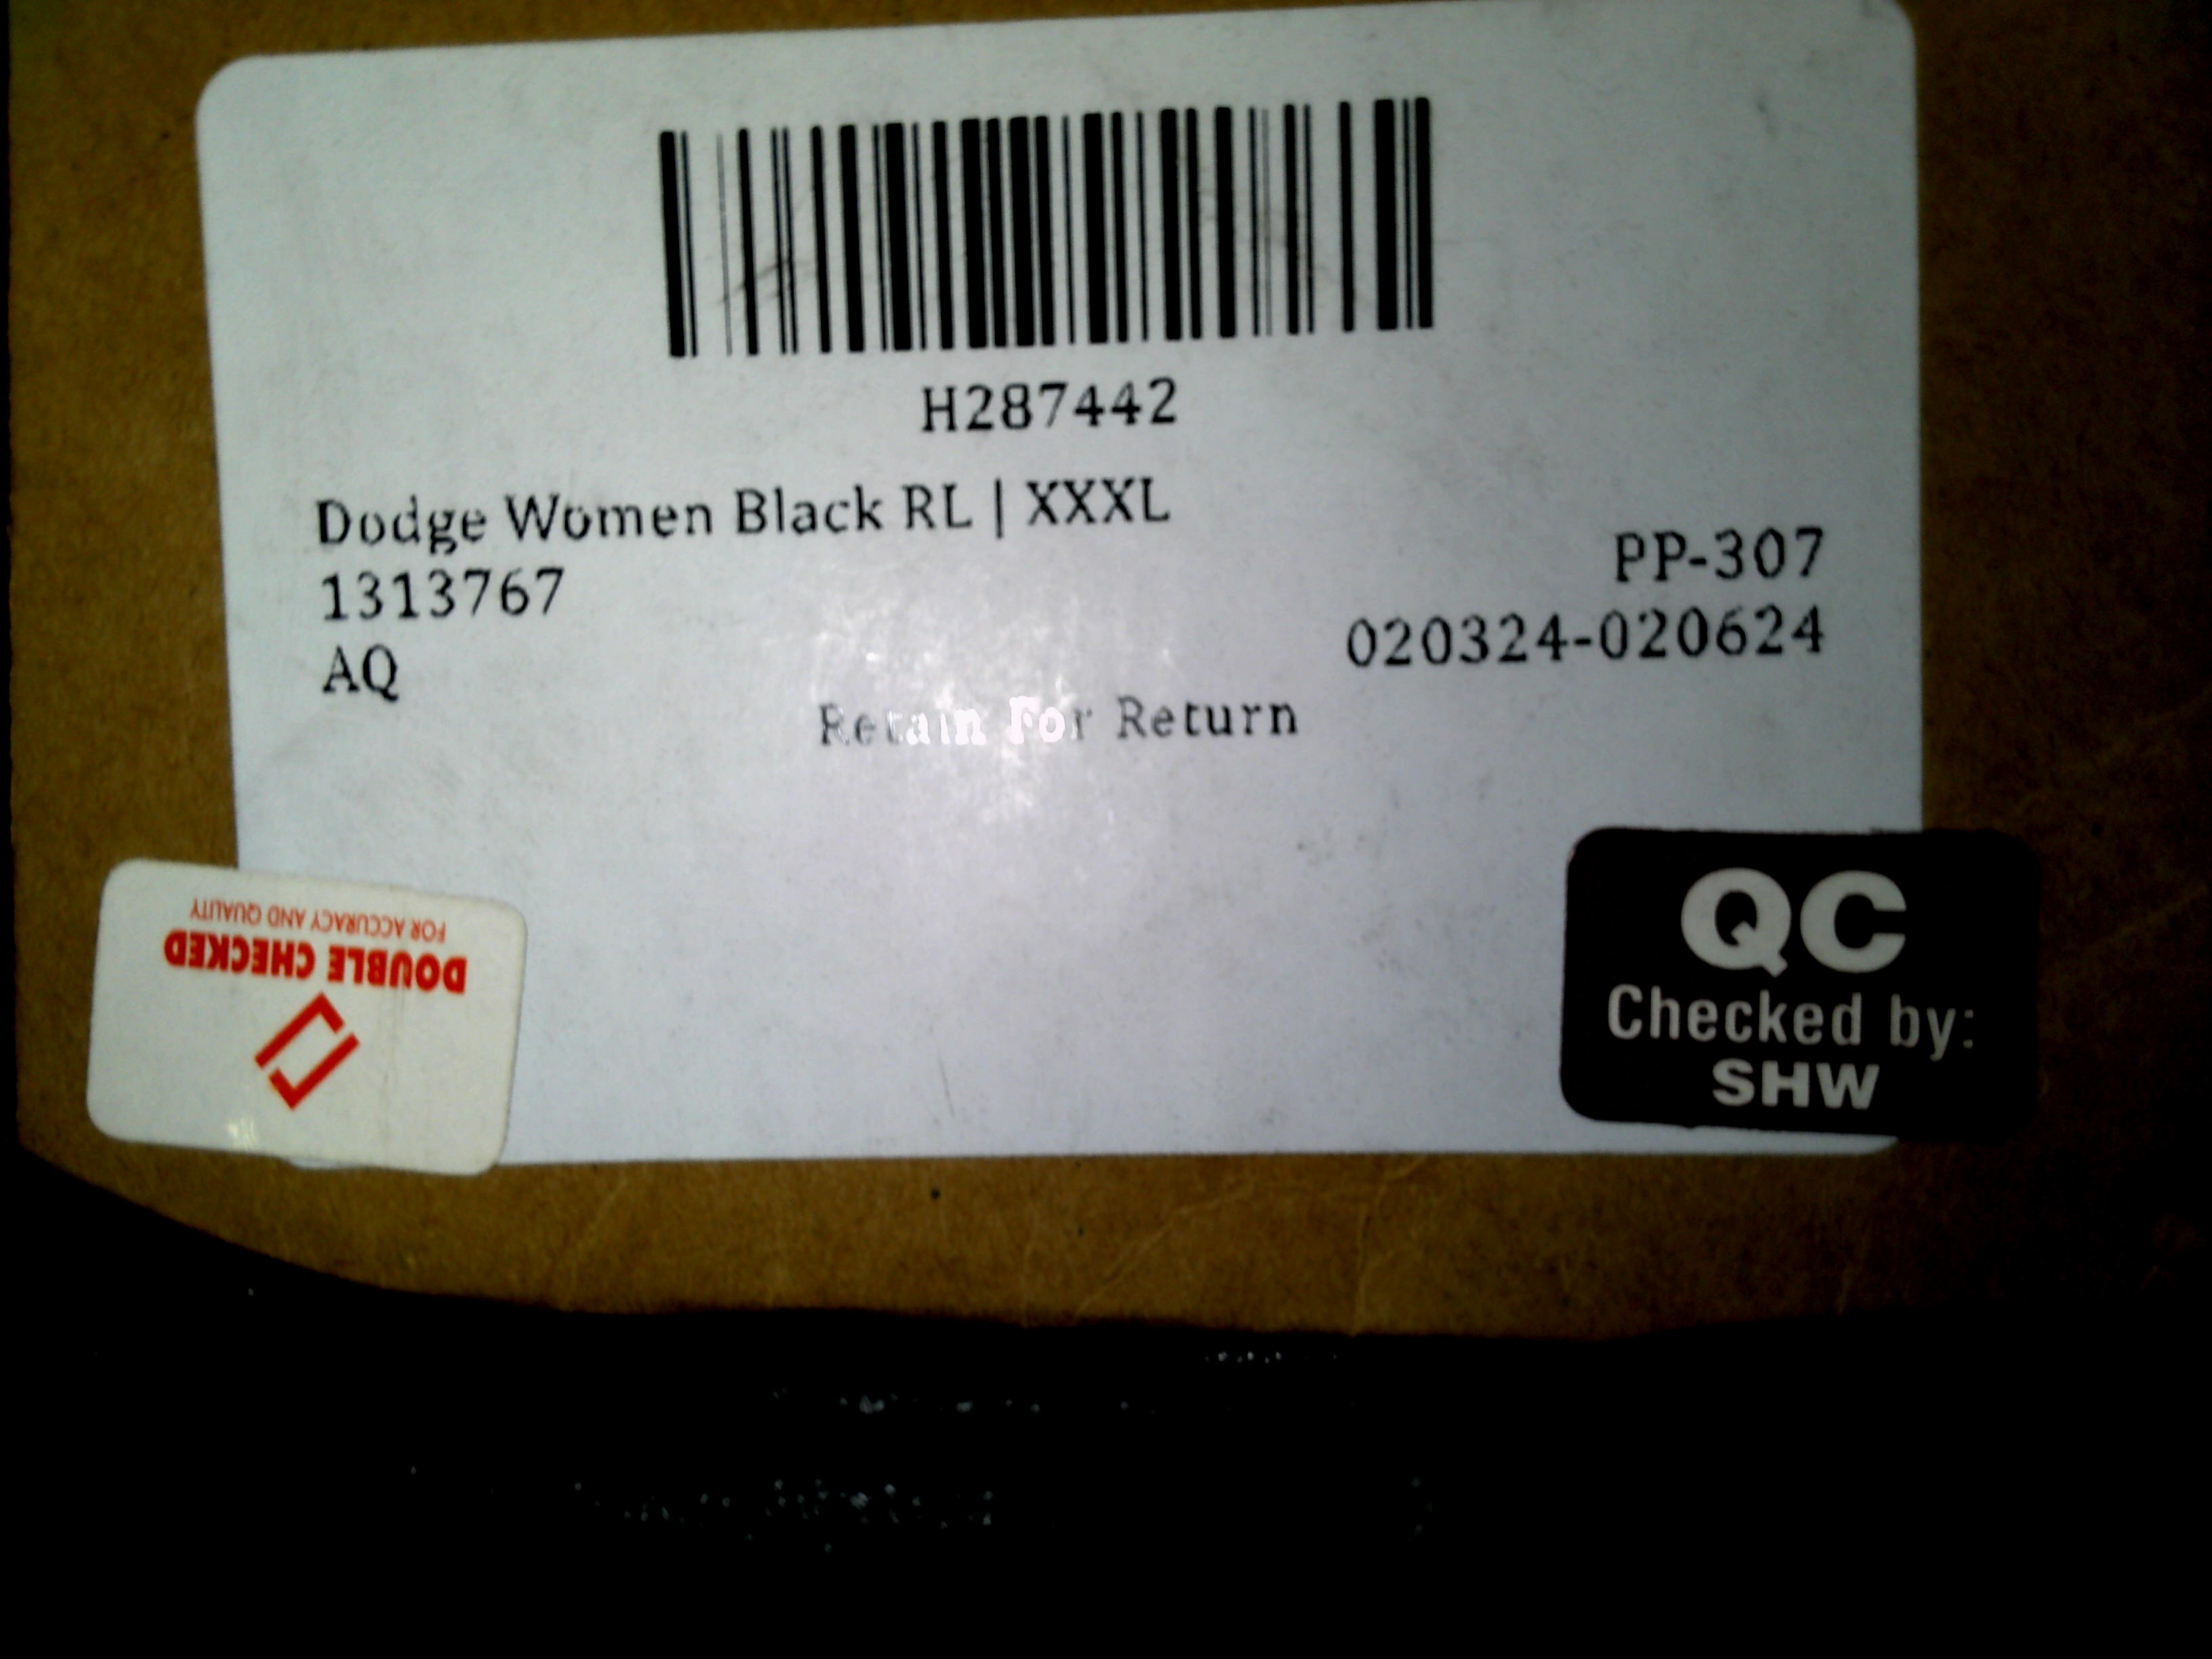 H287442
Dodge Women Black RL | XXXL
1313767
PP-307
AQ
020324-020624
Retain For Return
FOR ACCURACY AND QUALITY
DOUBLE CHECKED
QC
Checked by:
SHW